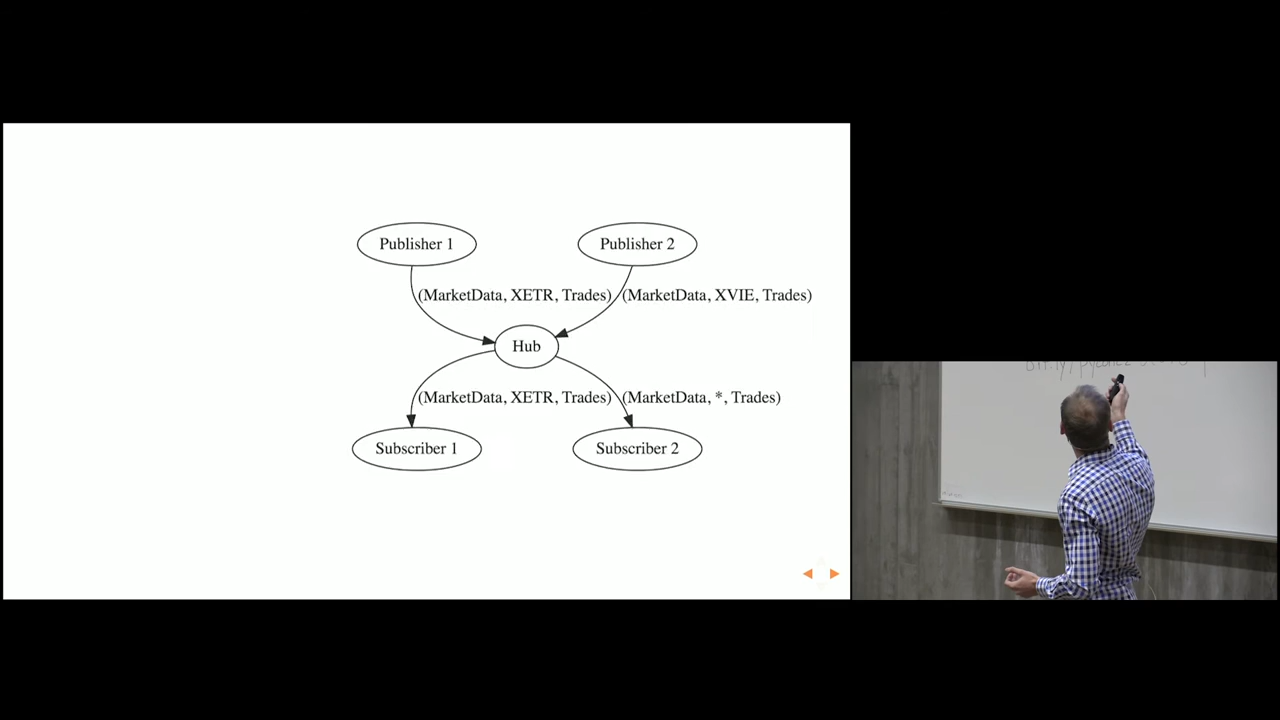 Publisher 1 Publisher 2
(MarketData, XETR, Trades) (MarketData, XVIE, Trades)
Hub
(MarketData, XETR, Trades) (MarketData, *, Trades)
Subscriber 1 Subscriber 2